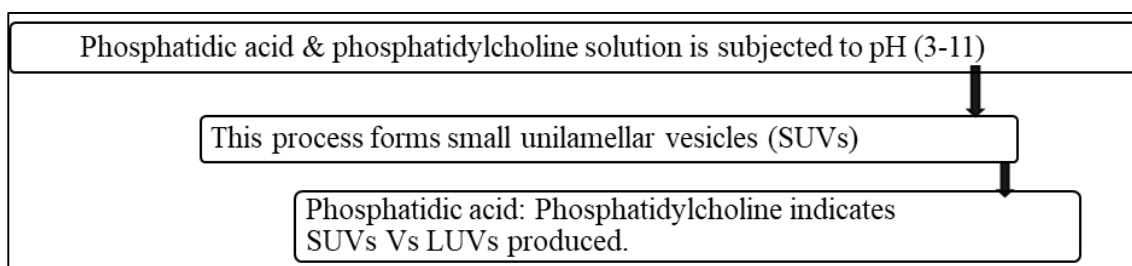 Phosphatidic acid & phosphatidylcholine solution is subjected to pH (3-11)
This process forms small unilamellar vesicles (SUVs)
Phosphatidic acid: Phosphatidylcholine indicates
SUVs Vs LUVs produced.